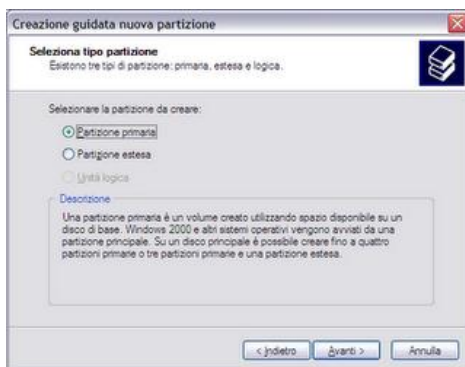 Creazione guidata nuova partizione
Seleziona tipo partizione
Esistono tre tipi di partizione: primaria, estesa e logica.
Selezionare la partizione da creare:
Partizione primaria
Partizione estesa
Unità logica
Descrizione
Una partizione primaria è un volume creato utilizzando spazio disponibile su un
disco di base. Windows 2000 e altri sistemi operativi vengono avviati da una
partizione principale. Su un disco principale è possibile creare fino a quattro
partizioni primarie o tre partizioni primarie e una partizione estesa.
< Indietro Avanti > Annulla